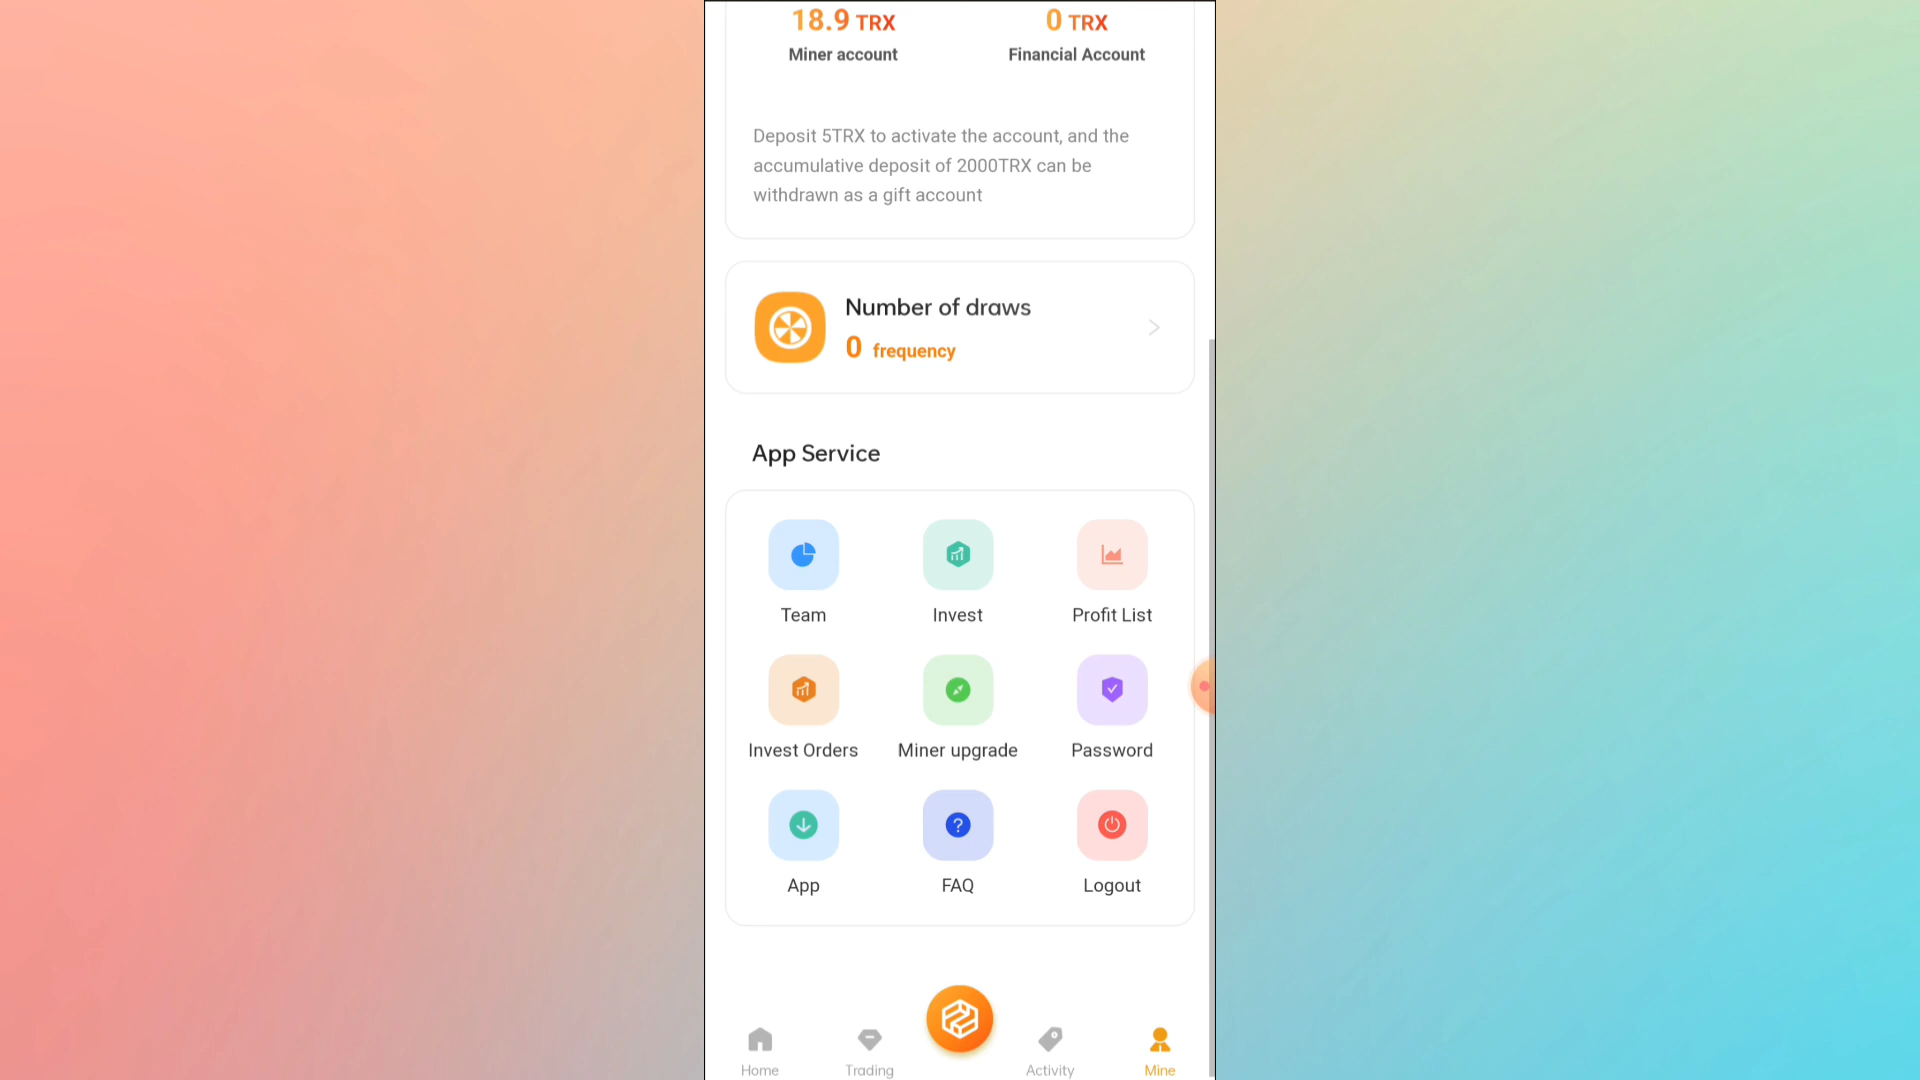 18.9 TRX 0 TRX
Miner account Financial Account
Deposit 5TRX to activate the account, and the
accumulative deposit of 2000TRX can be
withdrawn as a gift account
Number of draws
0 frequency
App Service
Team Invest Profit List
Invest Orders Miner upgrade Password
App FAQ Logout
Home Trading Activity Mine